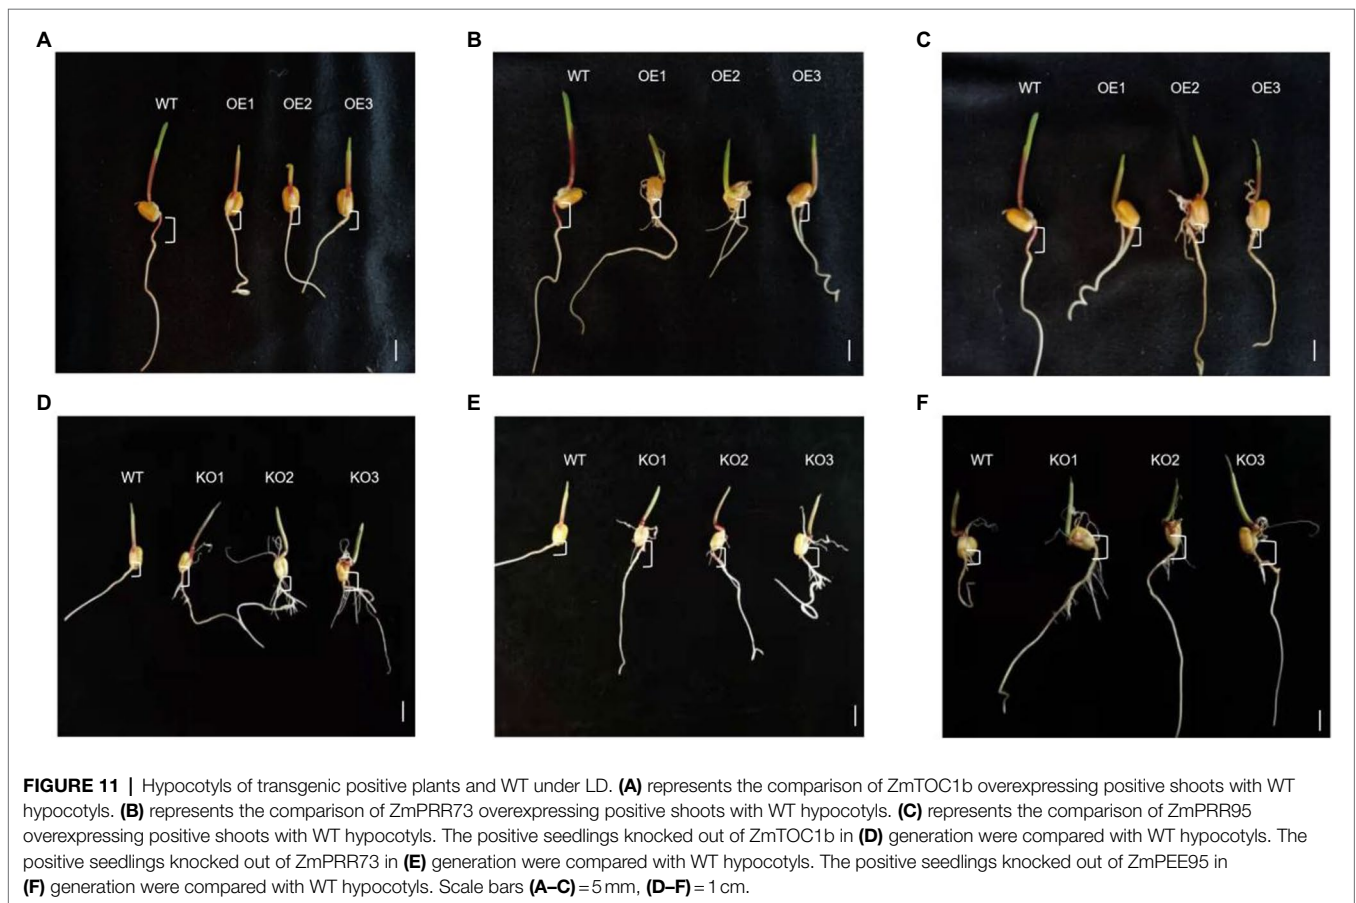 A
B
C
WT OE1 OE2 OE3
WT OE1 OE2 OE3
WT OE1 OE2 OE3
D
E
F
WT KO1 KO2 KO3
WT KO1 KO2 KO3
WT KO1 KO2 KO3
FIGURE 11 | Hypocotyls of transgenic positive plants and WT under LD. (A) represents the comparison of ZmTOC1b overexpressing positive shoots with WT
hypocotyls. (B) represents the comparison of ZmPRR73 overexpressing positive shoots with WT hypocotyls. (C) represents the comparison of ZmPRR95
overexpressing positive shoots with WT hypocotyls. The positive seedlings knocked out of ZmTOC1b in (D) generation were compared with WT hypocotyls. The
positive seedlings knocked out of ZmPRR73 in (E) generation were compared with WT hypocotyls. The positive seedlings knocked out of ZmPEE95 in
(F) generation were compared with WT hypocotyls. Scale bars (A–C) = 5 mm, (D–F) = 1 cm.